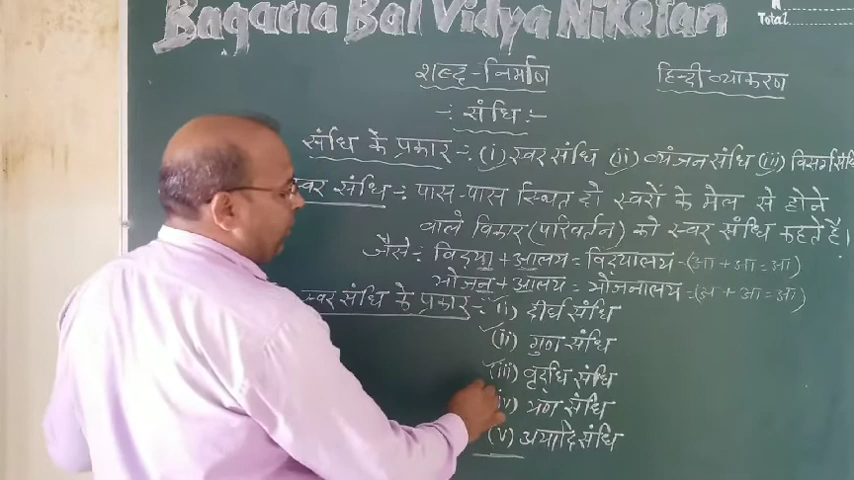 Bagaria Bal Vidya Niketan
Total
शब्द-निर्माण
हिन्दी व्याकरण
-: संधि :-
संधि के प्रकार :- (i) स्वर संधि (ii) व्यंजन संधि (iii) विसर्ग संधि
स्वर संधि :- पास-पास स्थित दो स्वरों के मेल से होने
वाले विकार (परिवर्तन) को स्वर संधि कहते हैं।
जैसे :- विद्या + आलय = विद्यालय - (आ + आ = आ)
भोजन + आलय = भोजनालय - (अ + आ = आ)
स्वर संधि के प्रकार :- (i) दीर्घ संधि
(ii) गुन संधि
(iii) वृद्धि संधि
(iv) यण संधि
(v) अयादि संधि